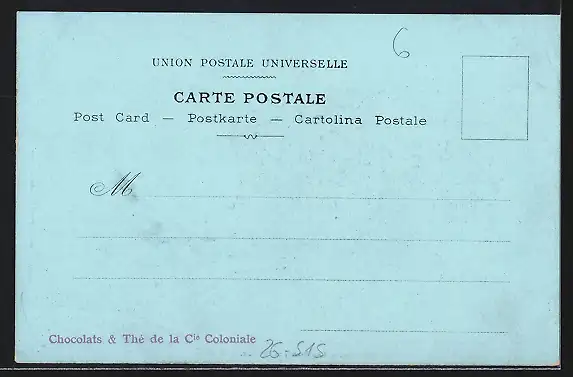 6
UNION POSTALE UNIVERSELLE
CARTE POSTALE
Post Card — Postkarte — Cartolina Postale
M
Chocolats & Thé de la Cie Coloniale
26-515